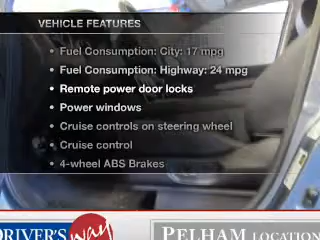 VEHICLE FEATURES
• Fuel Consumption: City: 17 mpg
• Fuel Consumption: Highway: 24 mpg
• Remote power door locks
• Power windows
• Cruise controls on steering wheel
• Cruise control
• 4-wheel ABS Brakes
DRIVER'S way
PELHAM LOCATION